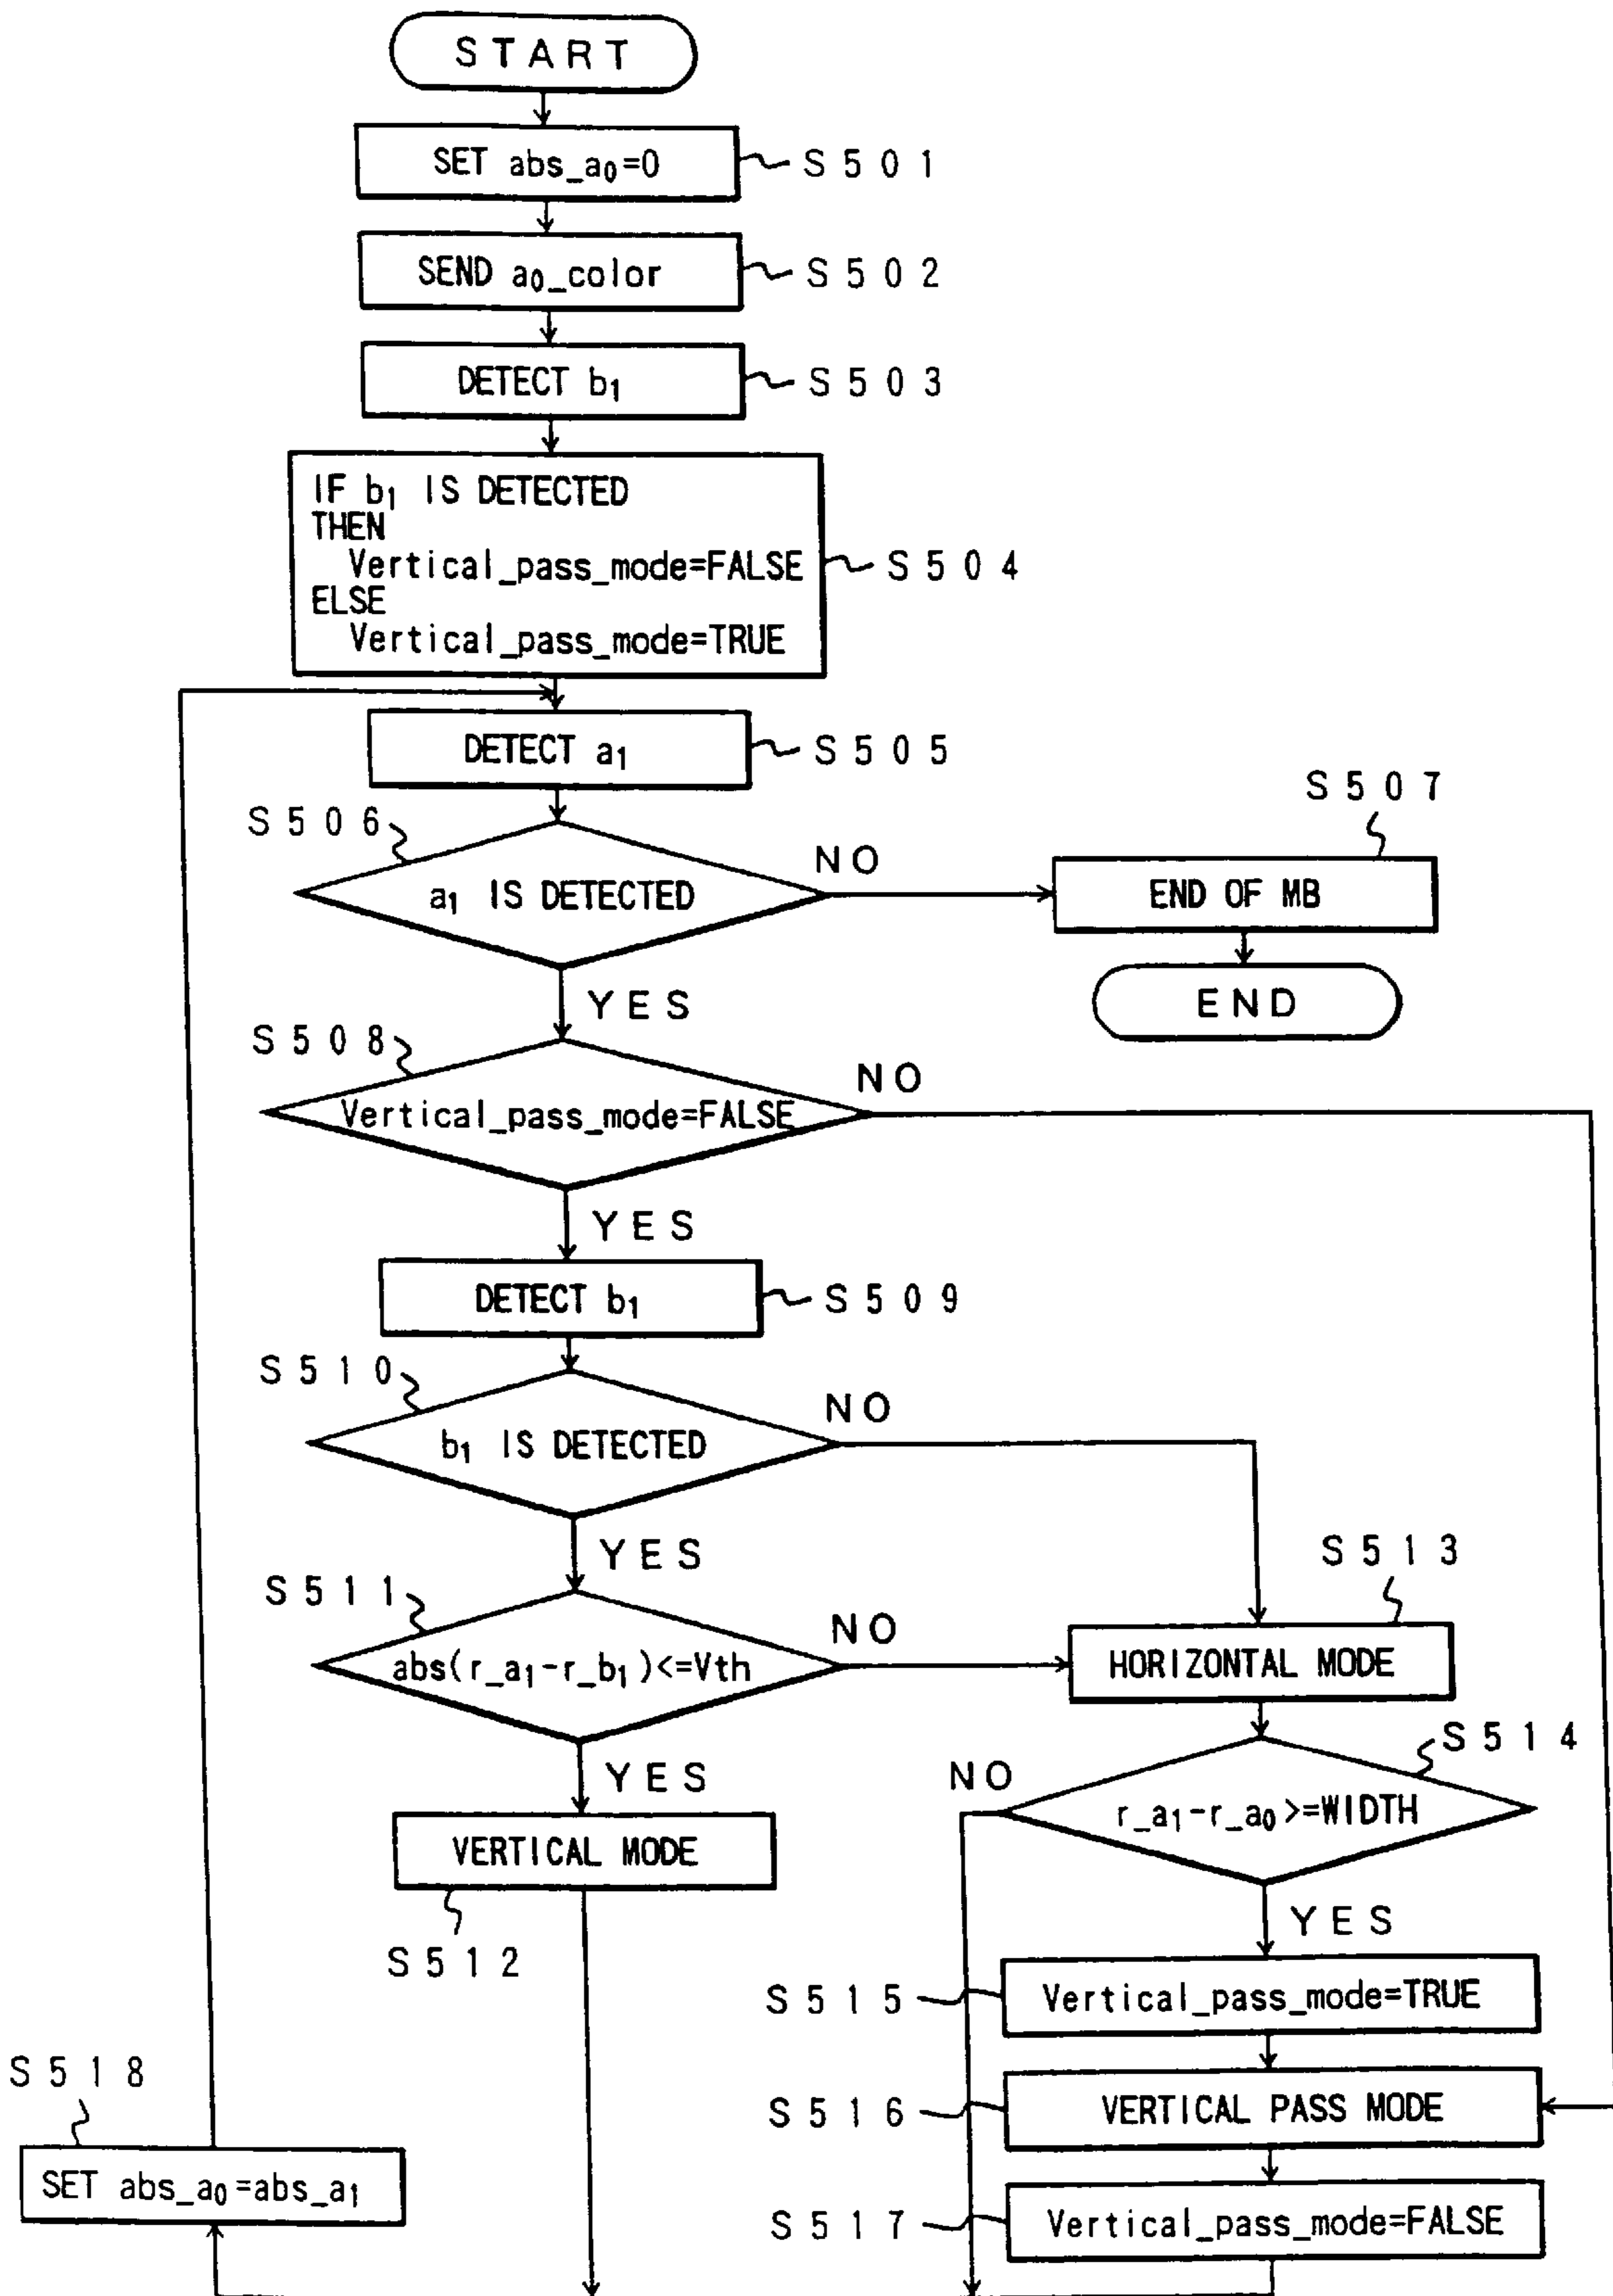 START
SET abs_a₀=0
S501
SEND a₀_color
S502
DETECT b₁
S503
IF b₁ IS DETECTED
THEN
Vertical_pass_mode=FALSE
ELSE
Vertical_pass_mode=TRUE
S504
DETECT a₁
S505
S506
a₁ IS DETECTED
NO
S507
END OF MB
END
YES
S508
Vertical_pass_mode=FALSE
NO
YES
DETECT b₁
S509
S510
b₁ IS DETECTED
NO
YES
S511
abs(r_a₁-r_b₁)<=Vth
NO
S513
HORIZONTAL MODE
YES
S514
NO
r_a₁-r_a₀>=WIDTH
VERTICAL MODE
S512
YES
S515
Vertical_pass_mode=TRUE
S516
VERTICAL PASS MODE
S518
SET abs_a₀=abs_a₁
S517
Vertical_pass_mode=FALSE